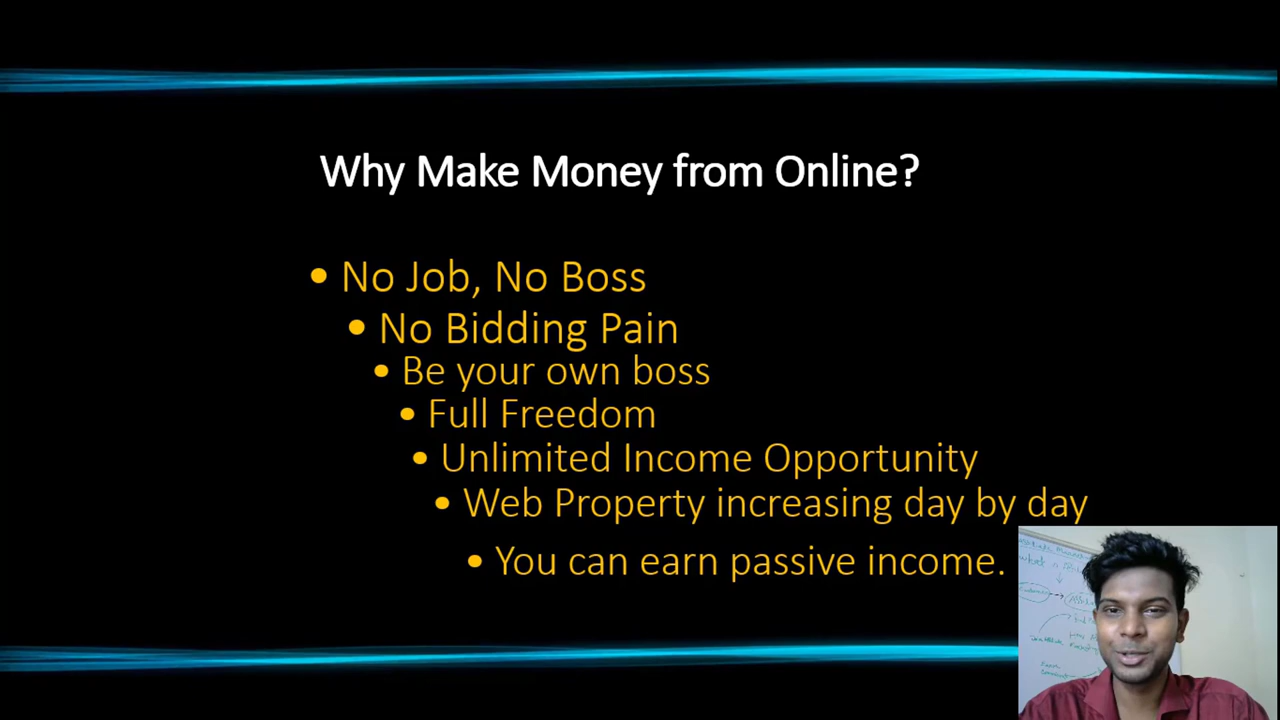 Why Make Money from Online?
• No Job, No Boss
• No Bidding Pain
• Be your own boss
• Full Freedom
• Unlimited Income Opportunity
• Web Property increasing day by day
• You can earn passive income.